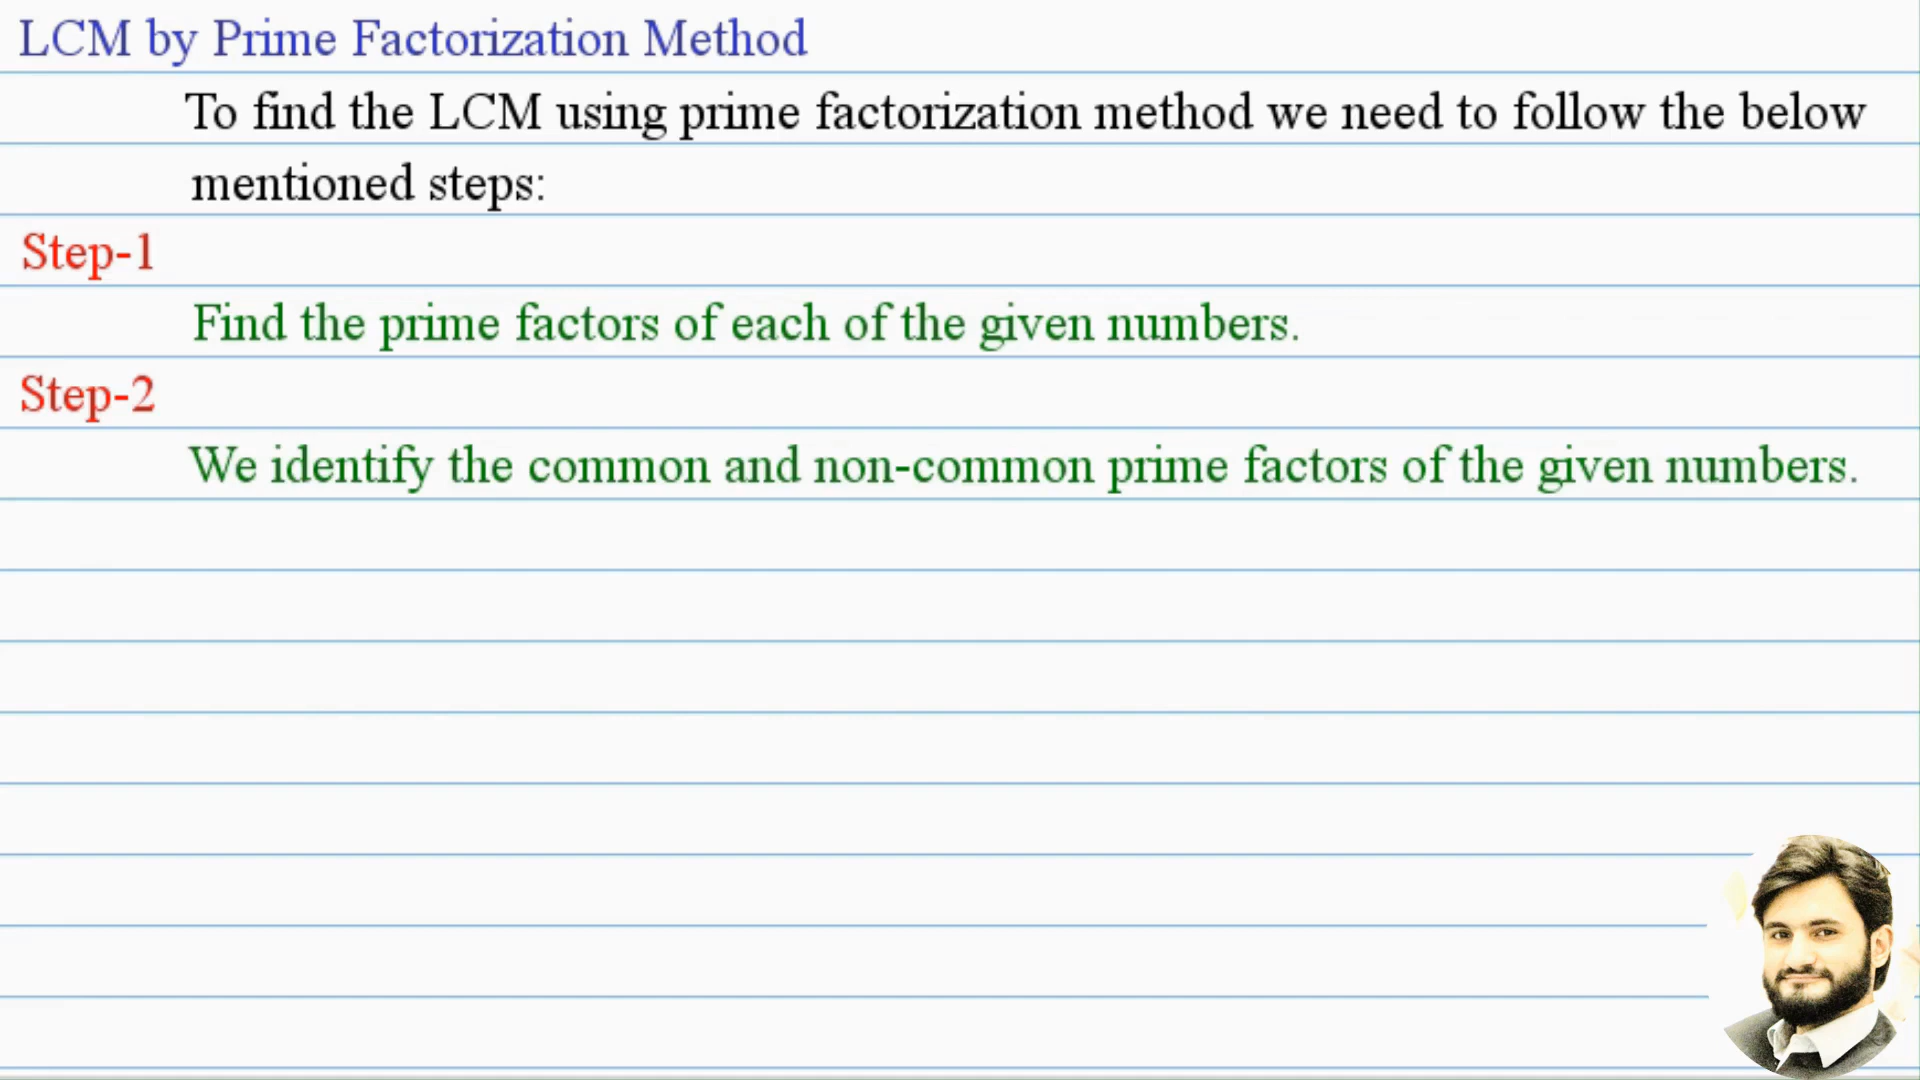 LCM by Prime Factorization Method
To find the LCM using prime factorization method we need to follow the below
mentioned steps:
Step-1
Find the prime factors of each of the given numbers.
Step-2
We identify the common and non-common prime factors of the given numbers.